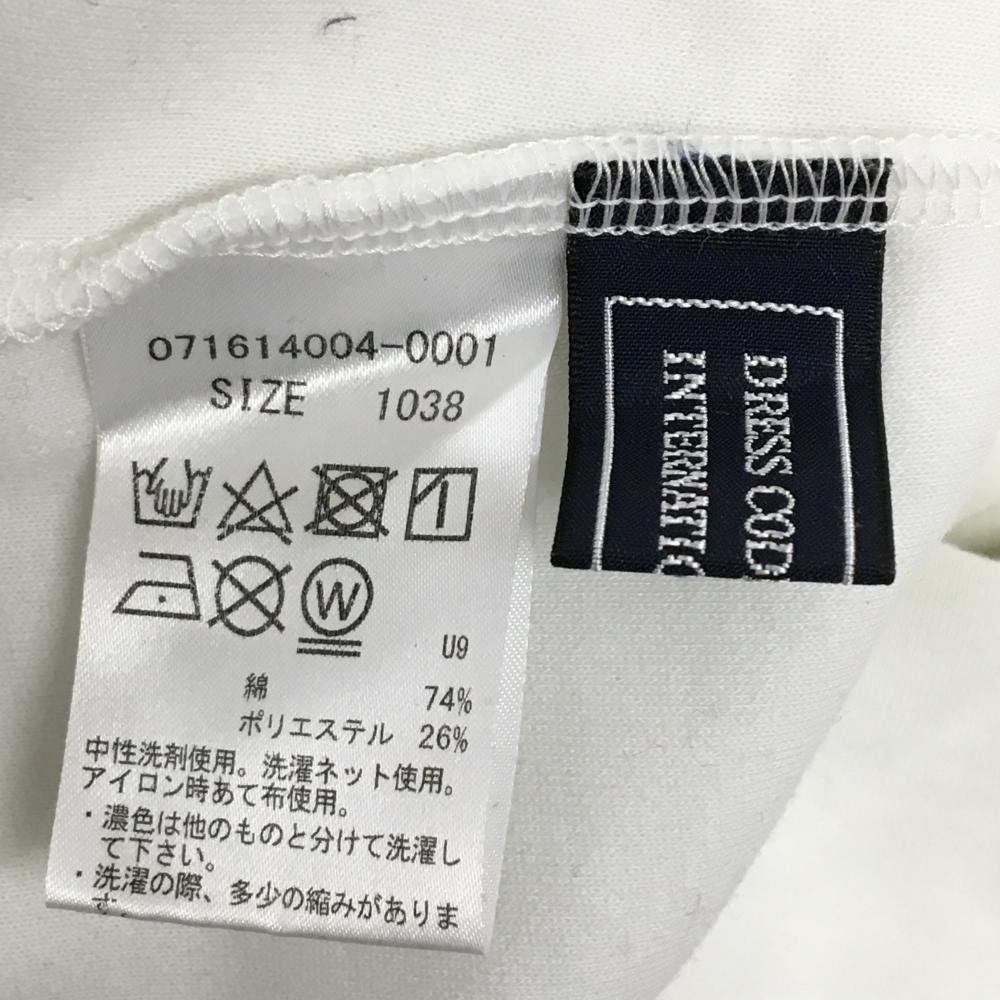 071614004-0001
SIZE 1038
W
U9
綿 74%
ポリエステル 26%
中性洗剤使用。洗濯ネット使用。
アイロン時あて布使用。
・濃色は他のものと分けて洗濯し
て下さい。
・洗濯の際、多少の縮みがありま
す。
DRESS